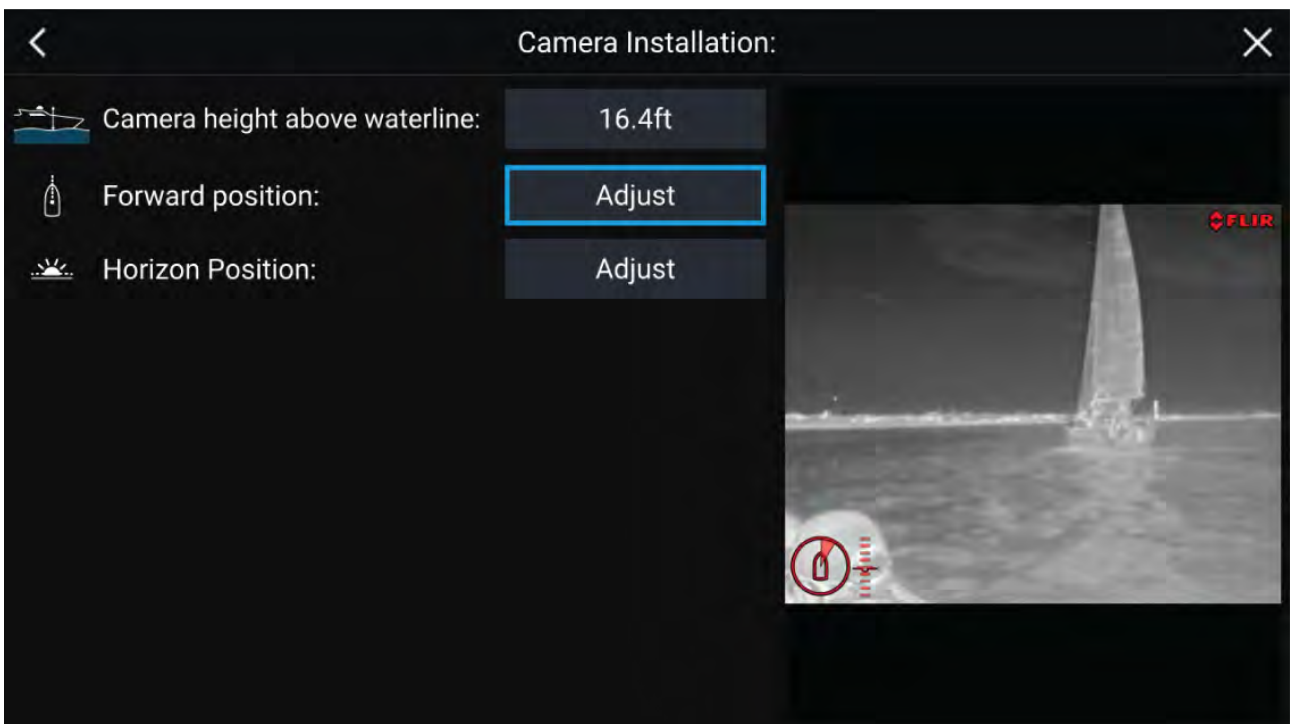 Camera Installation:
Camera height above waterline:
16.4ft
Forward position:
Adjust
FLIR
Horizon Position:
Adjust